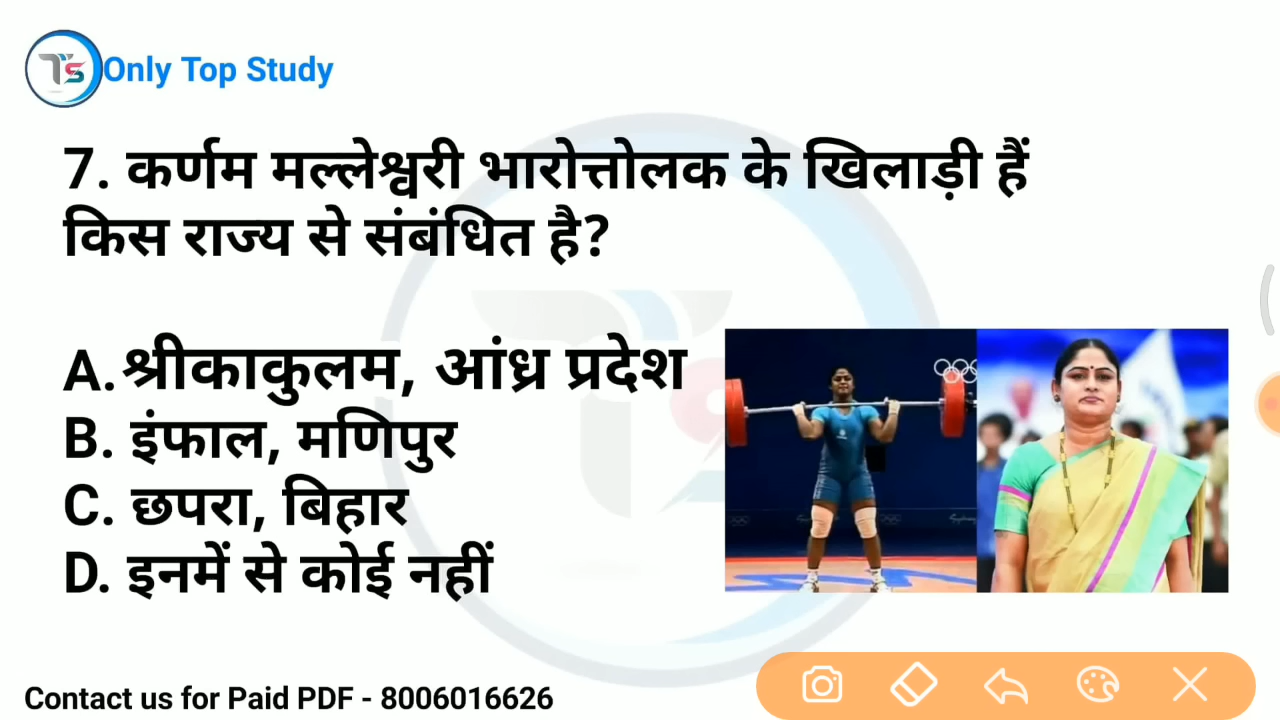 TS Only Top Study
7. कर्णम मल्लेश्वरी भारोत्तोलक के खिलाड़ी हैं
किस राज्य से संबंधित है?
A. श्रीकाकुलम, आंध्र प्रदेश
B. इंफाल, मणिपुर
C. छपरा, बिहार
D. इनमें से कोई नहीं
Contact us for Paid PDF - 8006016626